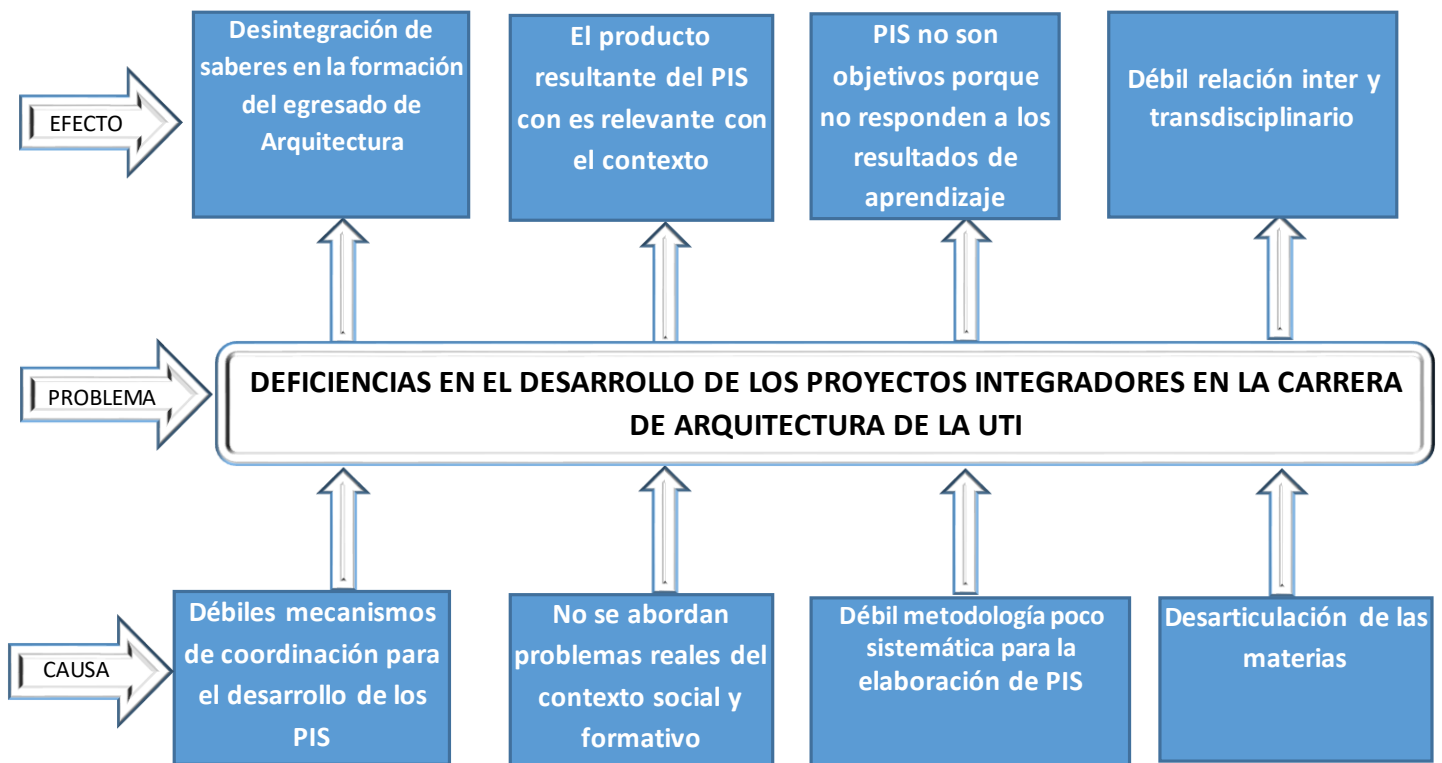 EFECTO
Desintegración de
saberes en la formación
del egresado de
Arquitectura
El producto
resultante del PIS
con es relevante con
el contexto
PIS no son
objetivos porque
no responden a los
resultados de
aprendizaje
Débil relación inter y
transdisciplinario
PROBLEMA
DEFICIENCIAS EN EL DESARROLLO DE LOS PROYECTOS INTEGRADORES EN LA CARRERA
DE ARQUITECTURA DE LA UTI
CAUSA
Débiles mecanismos
de coordinación para
el desarrollo de los
PIS
No se abordan
problemas reales del
contexto social y
formativo
Débil metodología poco
sistemática para la
elaboración de PIS
Desarticulación de las
materias